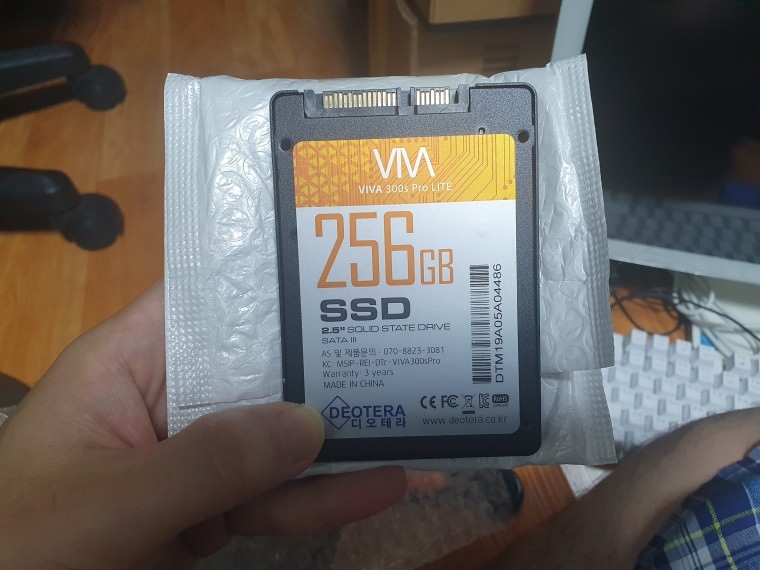 VIVA
VIVA 300s Pro LITE
256GB
SSD
2.5" SOLID STATE DRIVE
SATA III
AS 및 제품문의 : 070-8823-3081
KC MSIP-REI-DTr-VIVA300sPro
Warranty 3 years
MADE IN CHINA
DTM19A05A04486
DEOTERA
디오테라
CE FC RoHS
www.deotera.co.kr